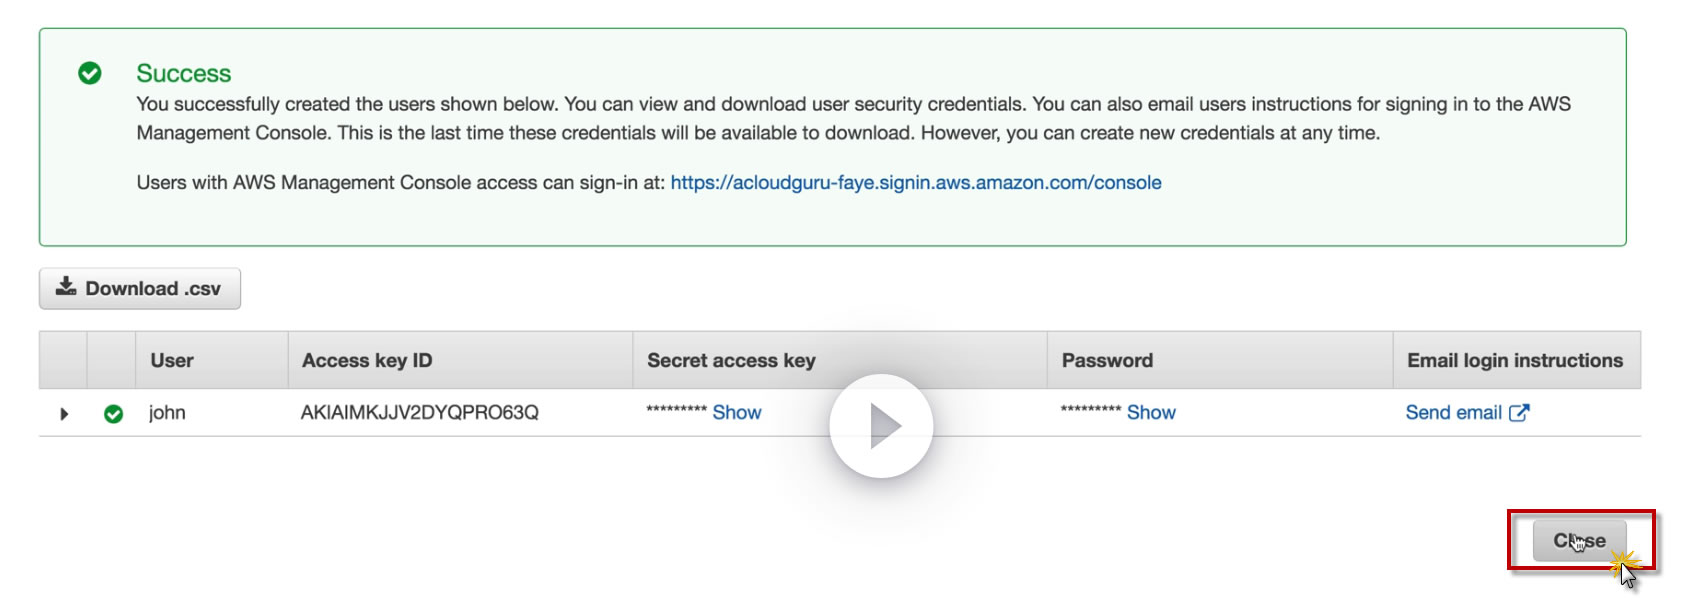 Success
You successfully created the users shown below. You can view and download user security credentials. You can also email users instructions for signing in to the AWS
Management Console. This is the last time these credentials will be available to download. However, you can create new credentials at any time.
Users with AWS Management Console access can sign-in at: https://acloudguru-faye.signin.aws.amazon.com/console
Download .csv
User Access key ID Secret access key Password Email login instructions
john AKIAIMKJJV2DYQPRO63Q ********* Show ********* Show Send email
Close